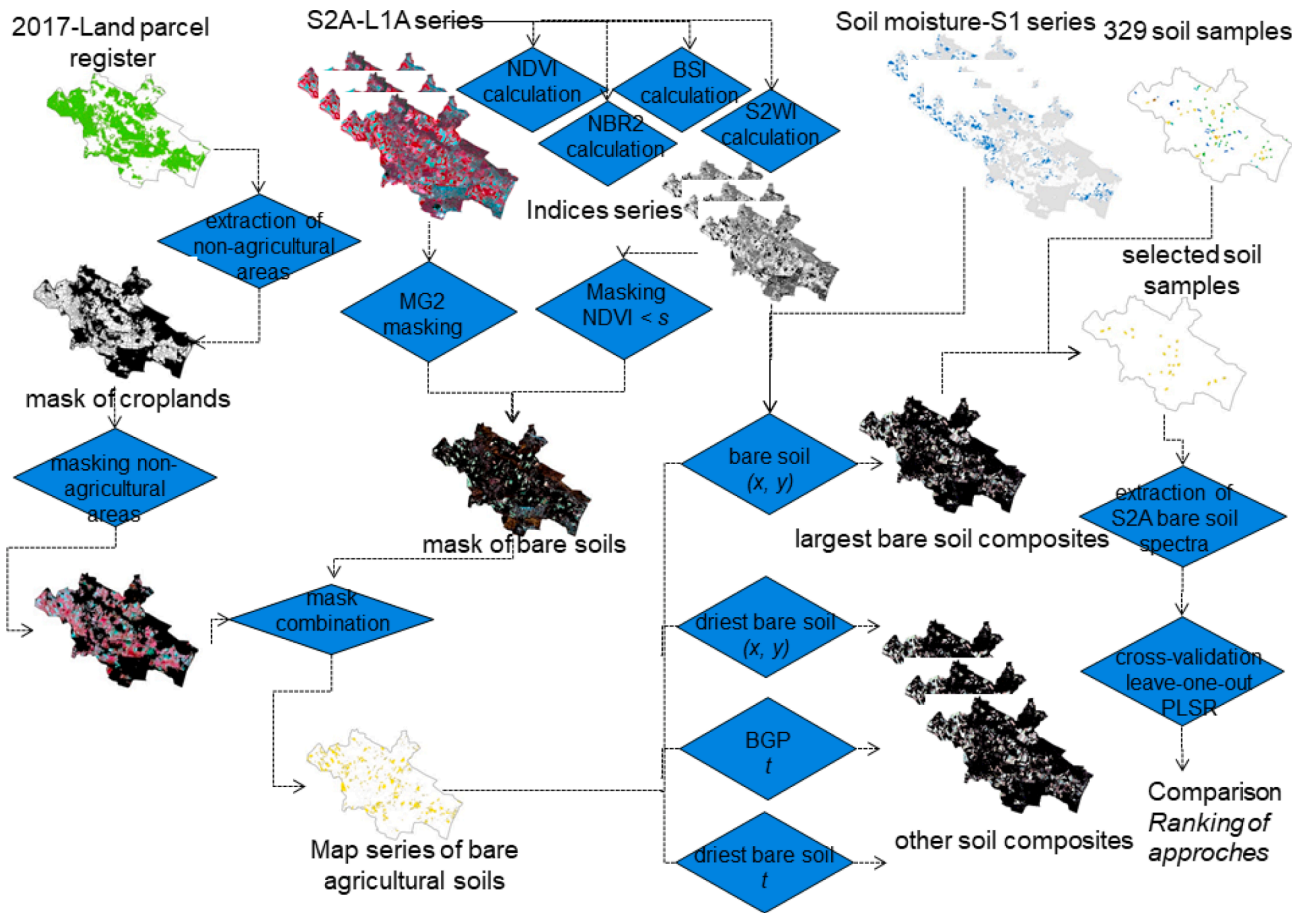 2017-Land parcel
register
S2A-L1A series
Soil moisture-S1 series
329 soil samples
NDVI
calculation
BSI
calculation
NBR2
calculation
S2WI
calculation
Indices series
extraction of
non-agricultural
areas
selected soil
samples
MG2
masking
Masking
NDVI < s
mask of croplands
masking non-
agricultural
areas
bare soil
(x, y)
extraction of
S2A bare soil
spectra
mask of bare soils
largest bare soil composites
mask
combination
driest bare soil
(x, y)
cross-validation
leave-one-out
PLSR
BGP
t
Comparison
Ranking of
approches
other soil composites
Map series of bare
agricultural soils
driest bare soil
t